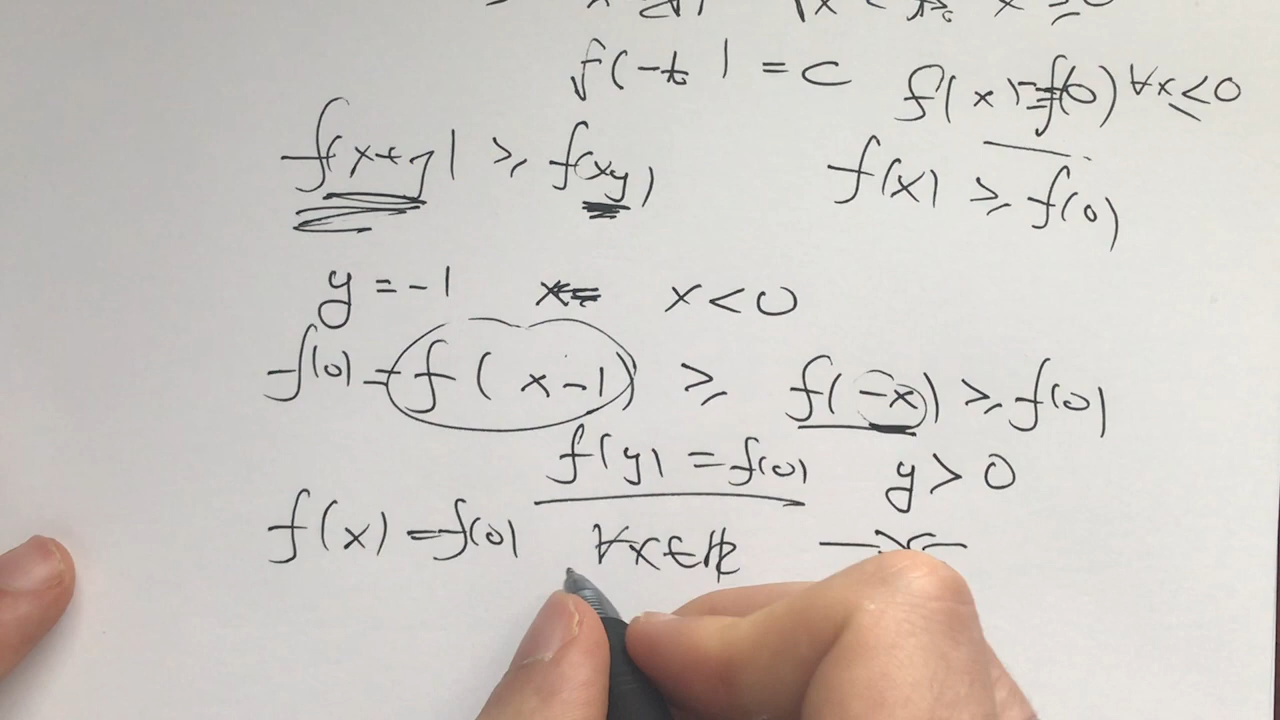 f(-t) = c
f(x) = f(0) ∀x ≤ 0
f(x+y) ≥ f(xy)
f(x) ≥ f(0)
y = -1 x < 0
f(0) = f(x-1) ≥ f(-x) ≥ f(0)
f(y) = f(0) y > 0
f(x) = f(0) ∀x∈ℝ